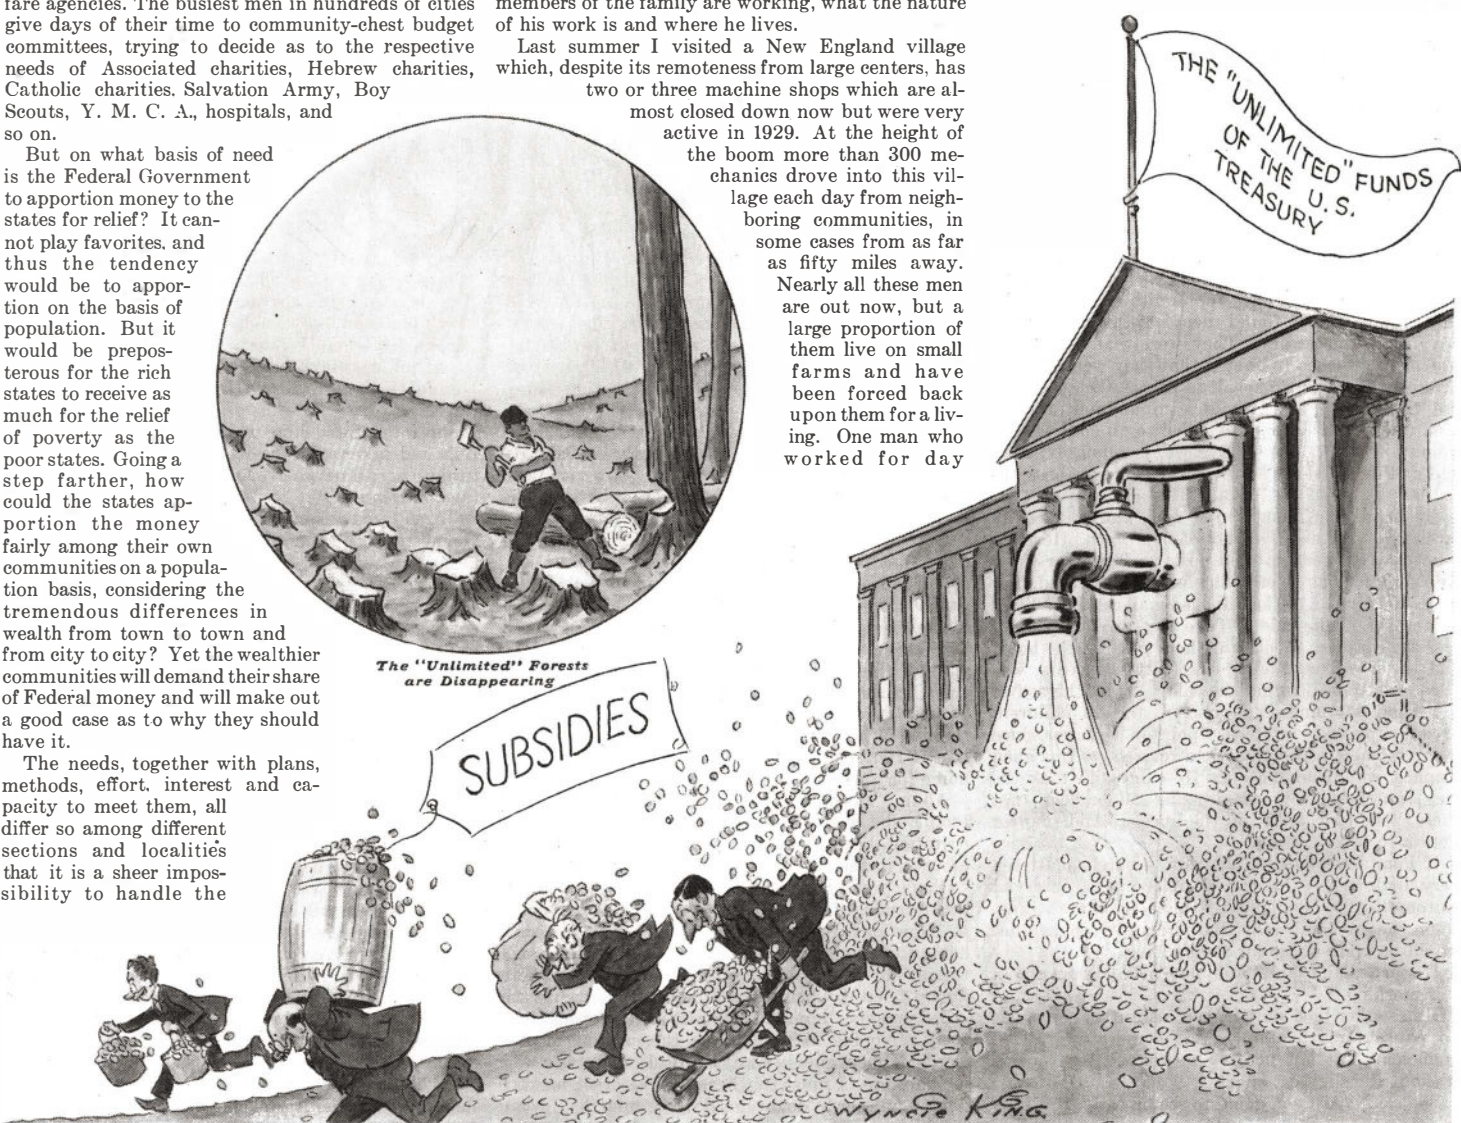 fare agencies. The busiest men in hundreds of cities
give days of their time to community-chest budget
committees, trying to decide as to the respective
needs of Associated charities, Hebrew charities,
Catholic charities. Salvation Army, Boy
Scouts, Y. M. C. A., hospitals, and
so on.
But on what basis of need
is the Federal Government
to apportion money to the
states for relief? It can-
not play favorites, and
thus the tendency
would be to appor-
tion on the basis of
population. But it
would be prepos-
terous for the rich
states to receive as
much for the relief
of poverty as the
poor states. Going a
step farther, how
could the states ap-
portion the money
fairly among their own
communities on a popula-
tion basis, considering the
tremendous differences in
wealth from town to town and
from city to city? Yet the wealthier
communities will demand their share
of Federal money and will make out
a good case as to why they should
have it.
The needs, together with plans,
methods, effort, interest and ca-
pacity to meet them, all
differ so among different
sections and localities
that it is a sheer impos-
sibility to handle the
members of the family are working, what the nature
of his work is and where he lives.
Last summer I visited a New England village
which, despite its remoteness from large centers, has
two or three machine shops which are al-
most closed down now but were very
active in 1929. At the height of
the boom more than 300 me-
chanics drove into this vil-
lage each day from neigh-
boring communities, in
some cases from as far
as fifty miles away.
Nearly all these men
are out now, but a
large proportion of
them live on small
farms and have
been forced back
upon them for a liv-
ing. One man who
worked for day
The "Unlimited" Forests
are Disappearing
THE "UNLIMITED" FUNDS
OF THE U.S.
TREASURY
SUBSIDIES
WYNCIE KING